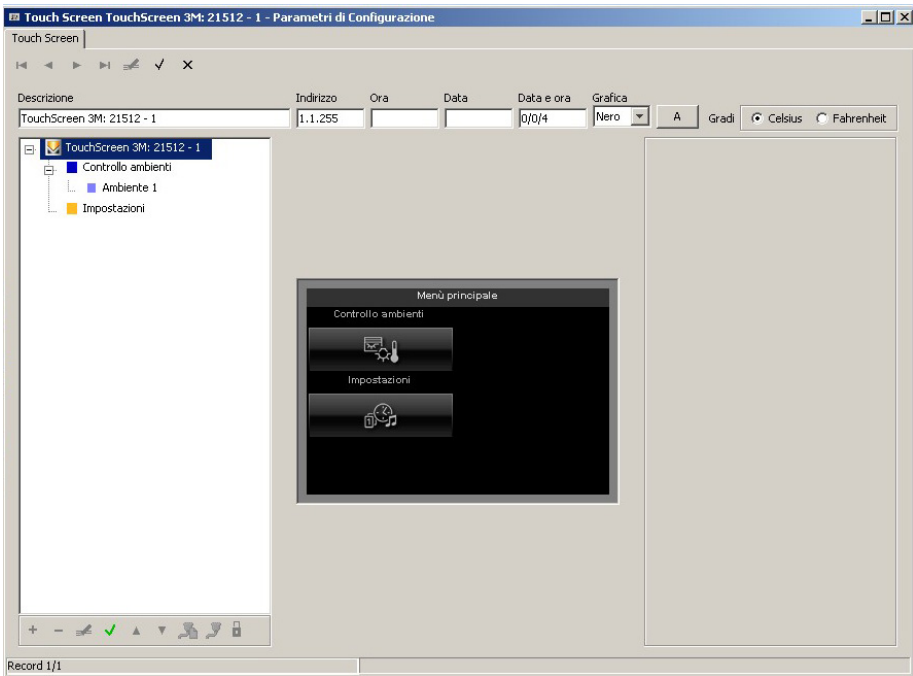 Touch Screen TouchScreen 3M: 21512 - 1 - Parametri di Configurazione
Touch Screen
Descrizione Indirizzo Ora Data Data e ora Grafica
TouchScreen 3M: 21512 - 1 1.1.255 0/0/4 Nero A Gradi Celsius Fahrenheit
TouchScreen 3M: 21512 - 1
Controllo ambienti
Ambiente 1
Impostazioni
Menù principale
Controllo ambienti
Impostazioni
1
Record 1/1